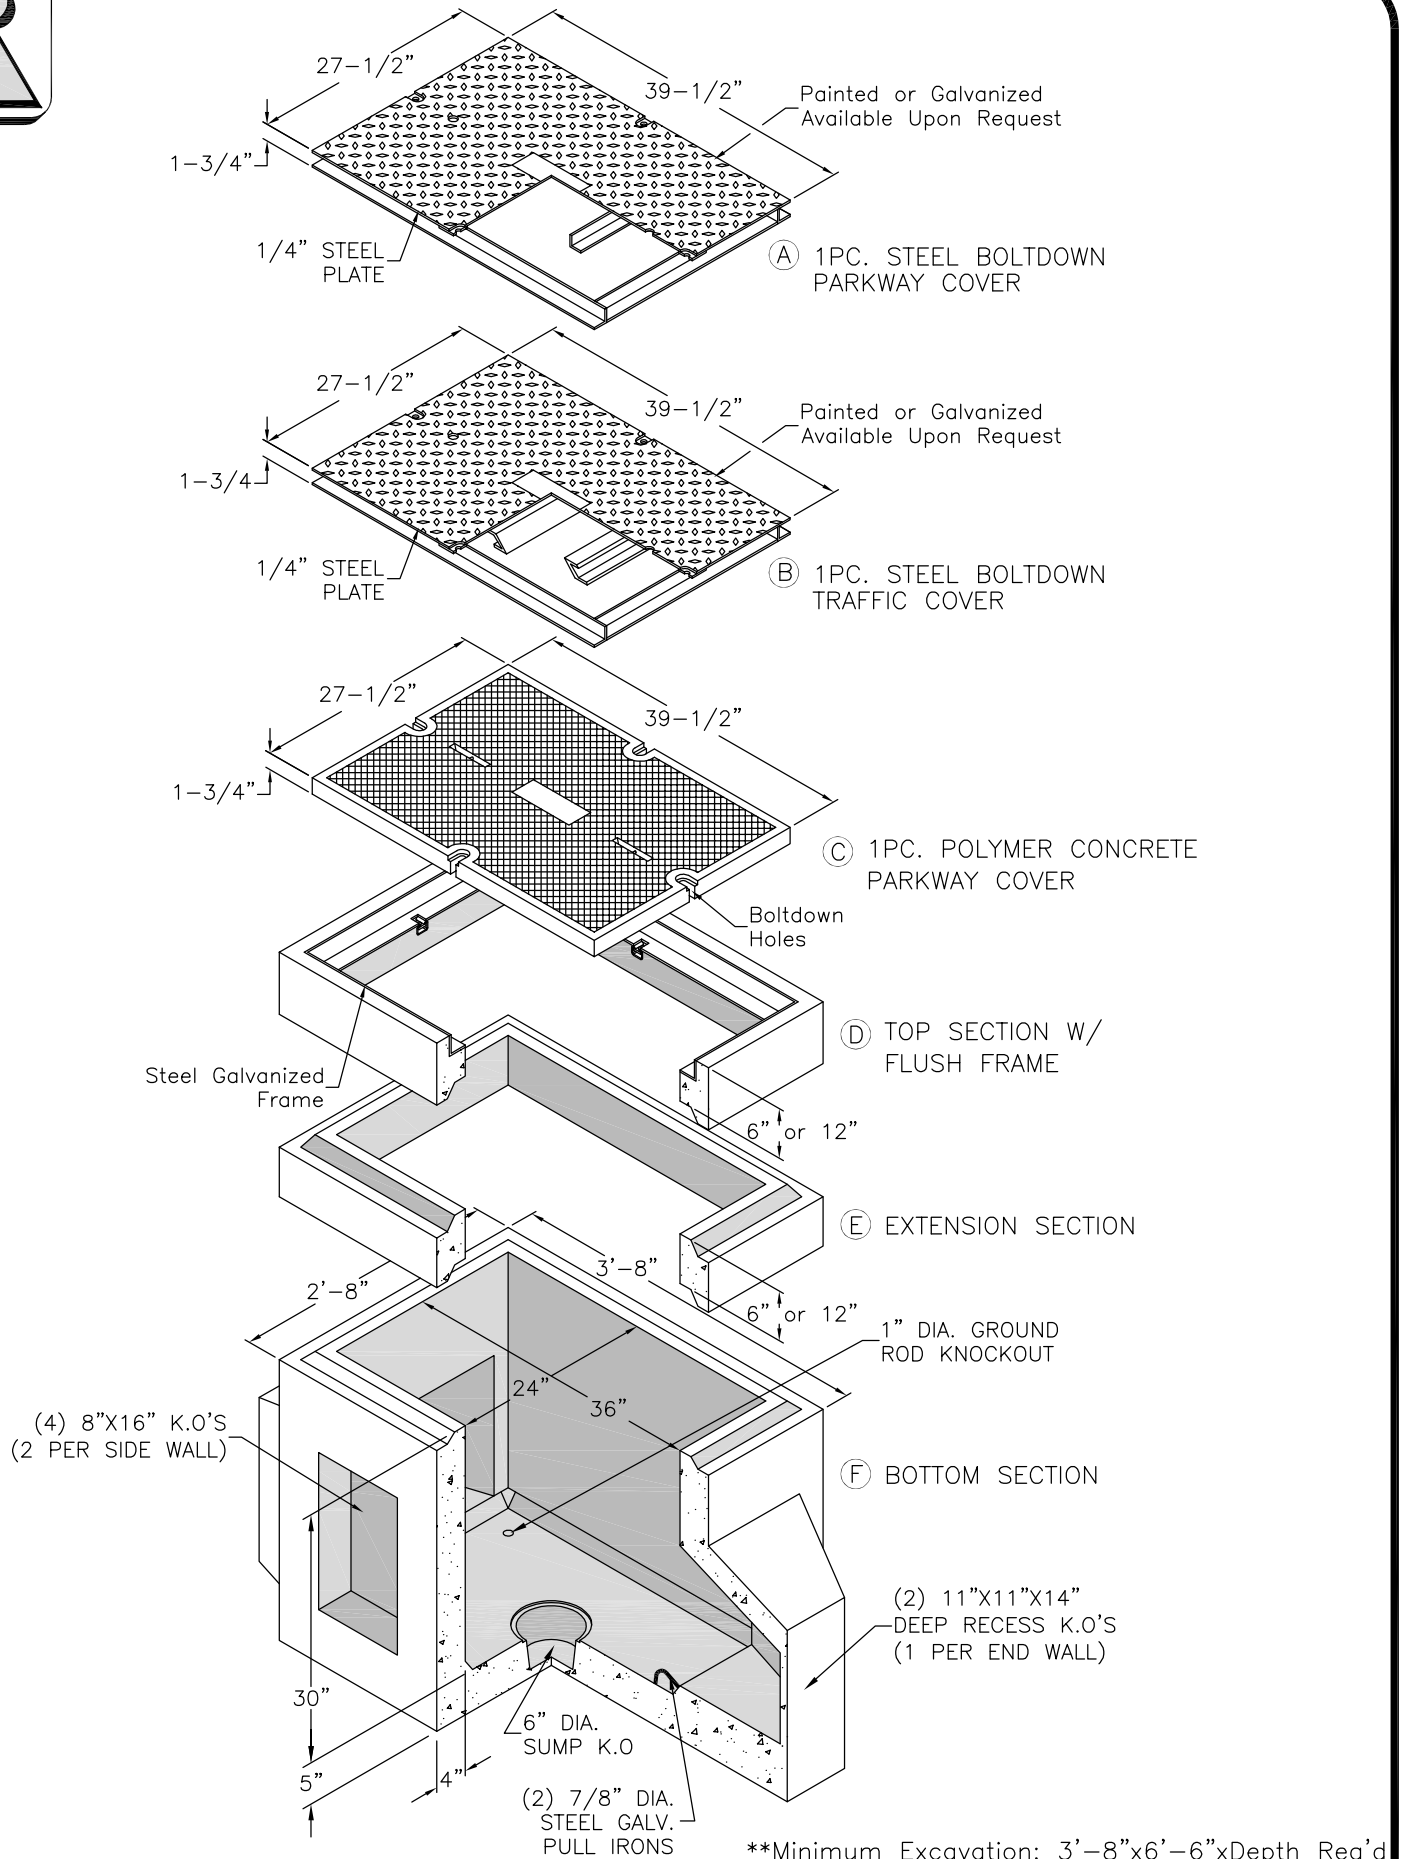 27-1/2"
39-1/2"
Painted or Galvanized
Available Upon Request
1-3/4"
1/4" STEEL
PLATE
A 1PC. STEEL BOLTDOWN
PARKWAY COVER
27-1/2"
39-1/2"
Painted or Galvanized
Available Upon Request
1-3/4
1/4" STEEL
PLATE
B 1PC. STEEL BOLTDOWN
TRAFFIC COVER
27-1/2"
39-1/2"
1-3/4"
C 1PC. POLYMER CONCRETE
PARKWAY COVER
Boltdown
Holes
D TOP SECTION W/
FLUSH FRAME
Steel Galvanized
Frame
6" or 12"
E EXTENSION SECTION
3'-8"
2'-8"
6" or 12"
1" DIA. GROUND
ROD KNOCKOUT
24"
36"
(4) 8"X16" K.O'S
(2 PER SIDE WALL)
F BOTTOM SECTION
(2) 11"X11"X14"
DEEP RECESS K.O'S
(1 PER END WALL)
30"
6" DIA.
SUMP K.O
5"
4"
(2) 7/8" DIA.
STEEL GALV.
PULL IRONS
**Minimum Excavation: 3'-8"x6'-6"xDepth Req'd